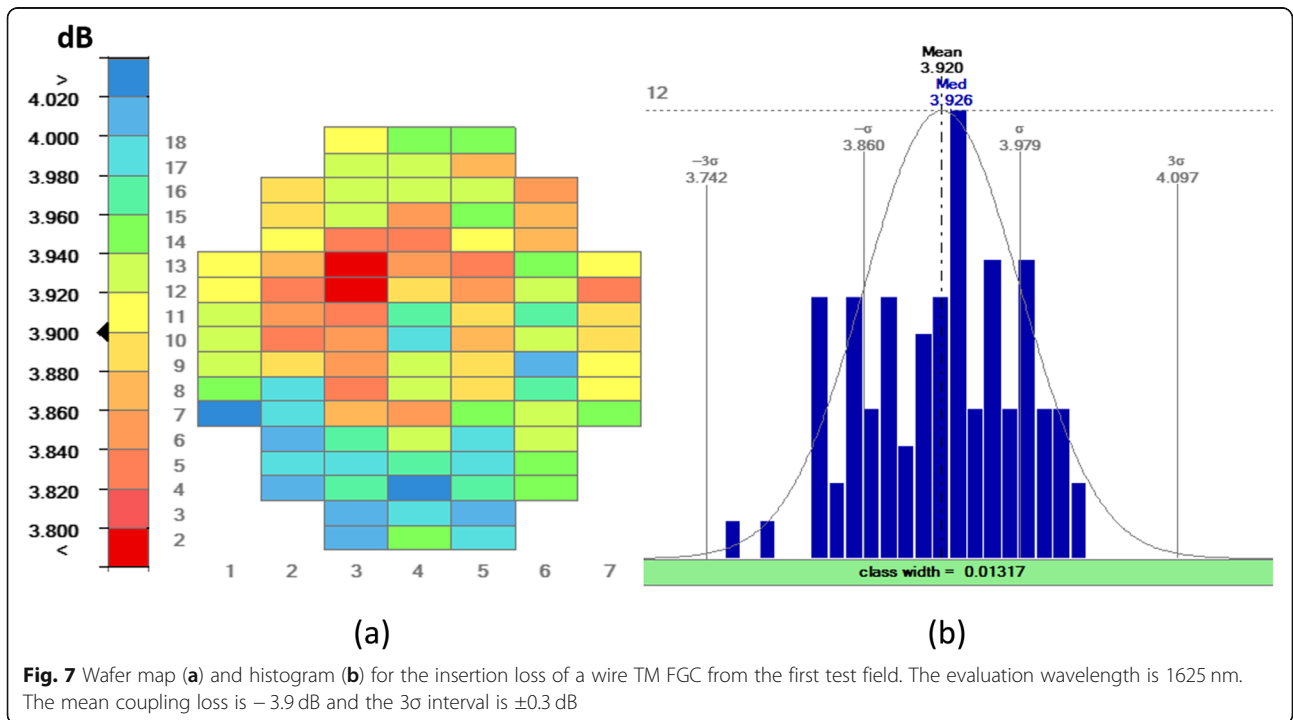 dB
>
4.020
4.000
3.980
3.960
3.940
3.920
3.900
3.880
3.860
3.840
3.820
3.800
<
18
17
16
15
14
13
12
11
10
9
8
7
6
5
4
3
2
1 2 3 4 5 6 7
(a)
Mean
3.920
Med
3.926
12
−σ
3.860
σ
3.979
−3σ
3.742
3σ
4.097
class width = 0.01317
(b)
Fig. 7 Wafer map (a) and histogram (b) for the insertion loss of a wire TM FGC from the first test field. The evaluation wavelength is 1625 nm.
The mean coupling loss is − 3.9 dB and the 3σ interval is ±0.3 dB